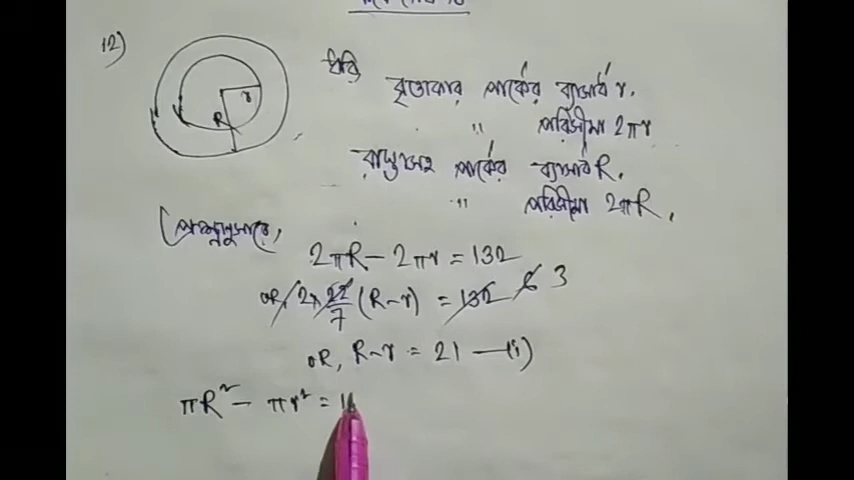 12)
r
R
ধরি, বৃত্তাকার পার্কের ব্যাসার্ধ r.
" পরিসীমা 2πr
রাস্তাসহ পার্কের ব্যাসার্ধ R.
" পরিসীমা 2πR,
প্রশ্নানুসারে,
2πR - 2πr = 132
OR, 2 × 22/7 (R-r) = 132 6 3
OR, R-r = 21 —(i)
πR² - πr² = 1